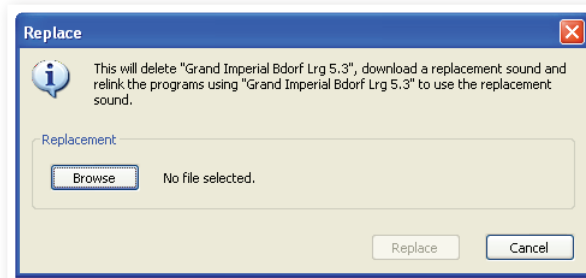 Replace
This will delete "Grand Imperial Bdorf Lrg 5.3", download a replacement sound and
relink the programs using "Grand Imperial Bdorf Lrg 5.3" to use the replacement
sound.
Replacement
Browse No file selected.
Replace Cancel